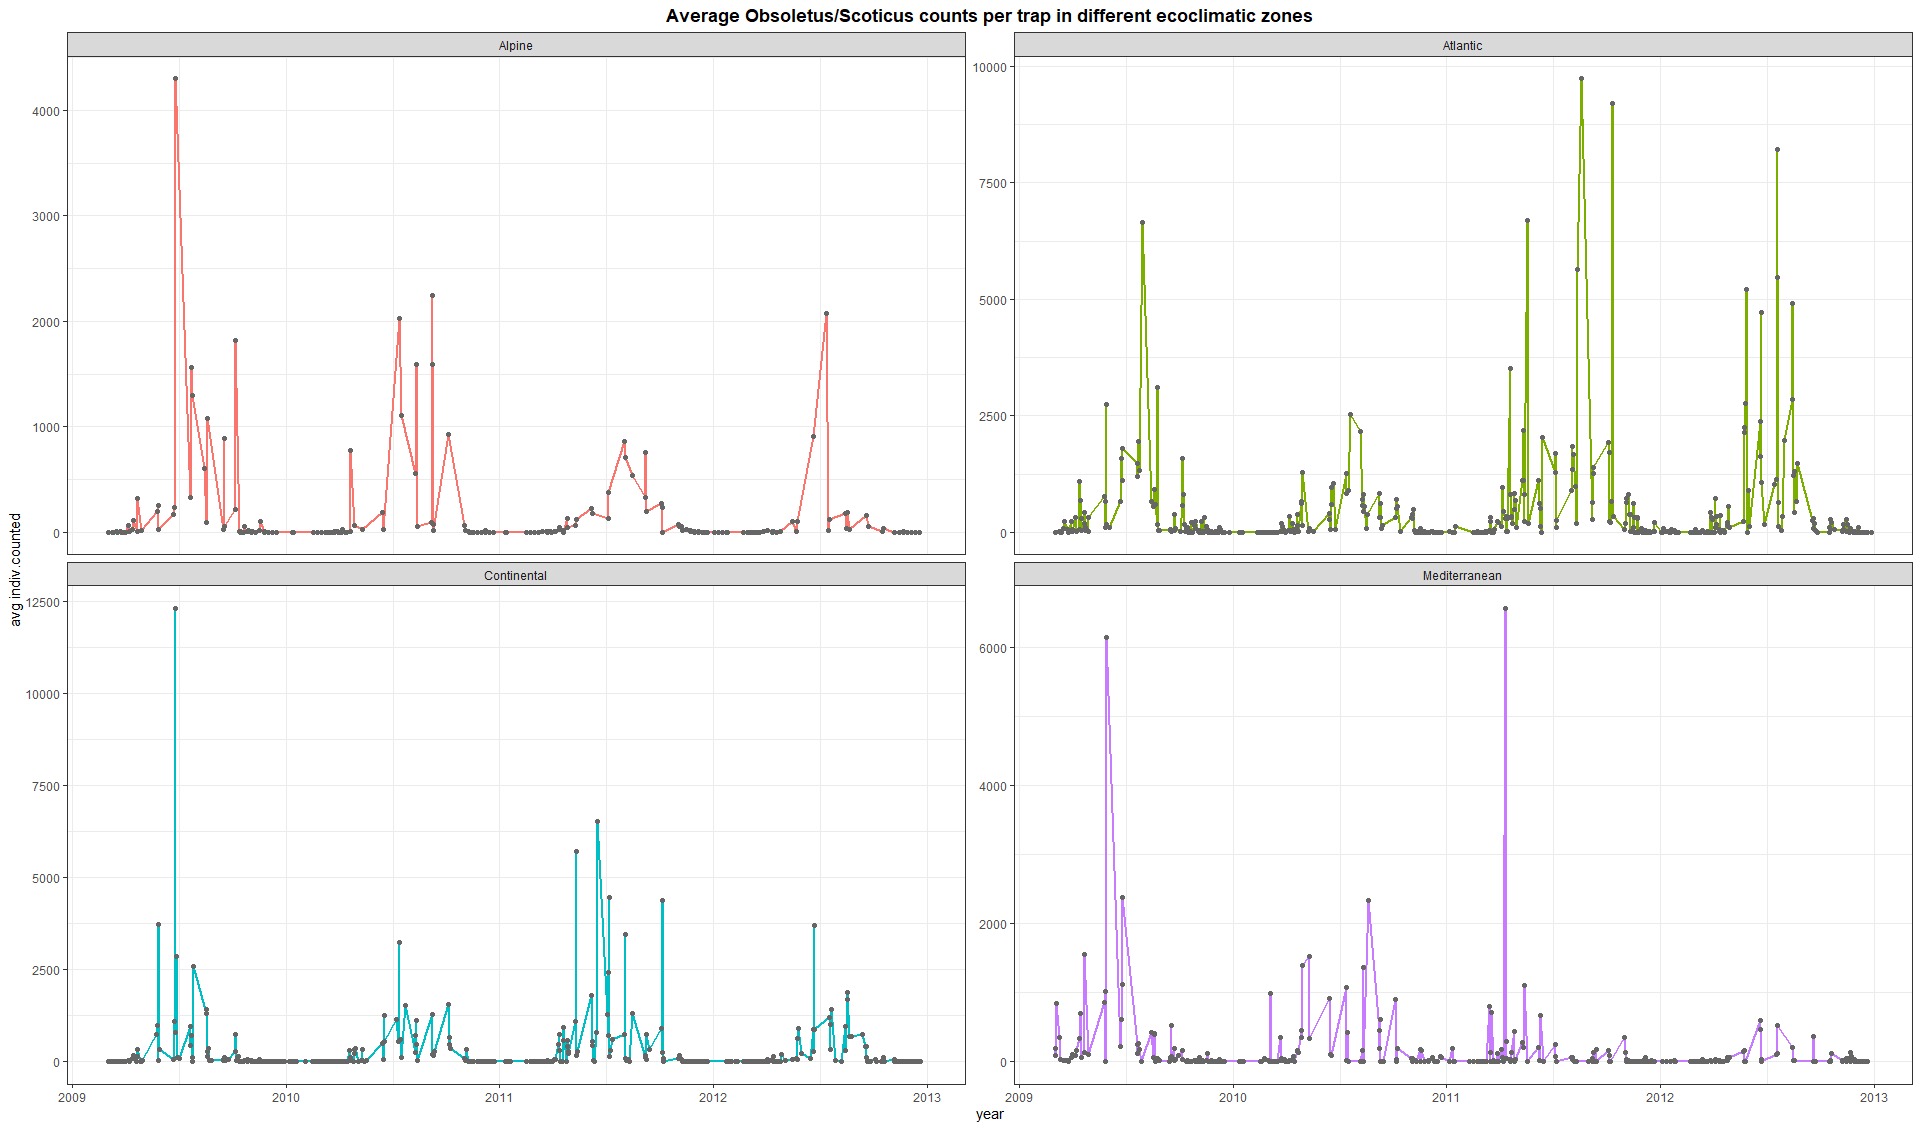 Average Obsoletus/Scoticus counts per trap in different ecoclimatic zones
Alpine
4000
3000
2000
1000
0
Atlantic
10000
7500
5000
2500
0
avg indiv.counted
Continental
12500
10000
7500
5000
2500
0
2009 2010 2011 2012 2013
Mediterranean
6000
4000
2000
0
2009 2010 2011 2012 2013
year